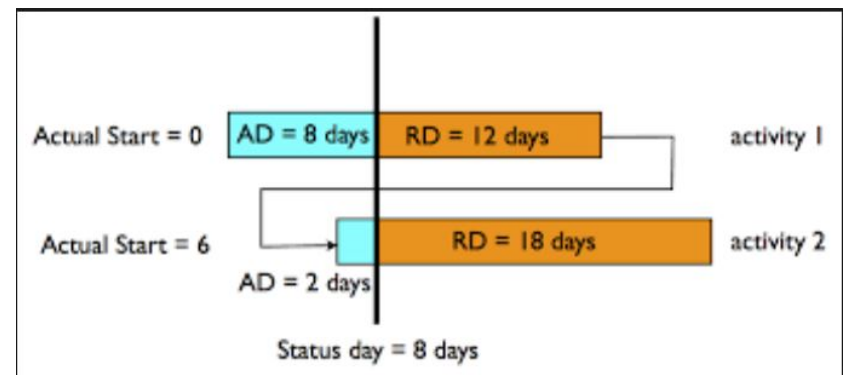 Actual Start = 0
AD = 8 days
RD = 12 days
activity 1
Actual Start = 6
RD = 18 days
activity 2
AD = 2 days
Status day = 8 days